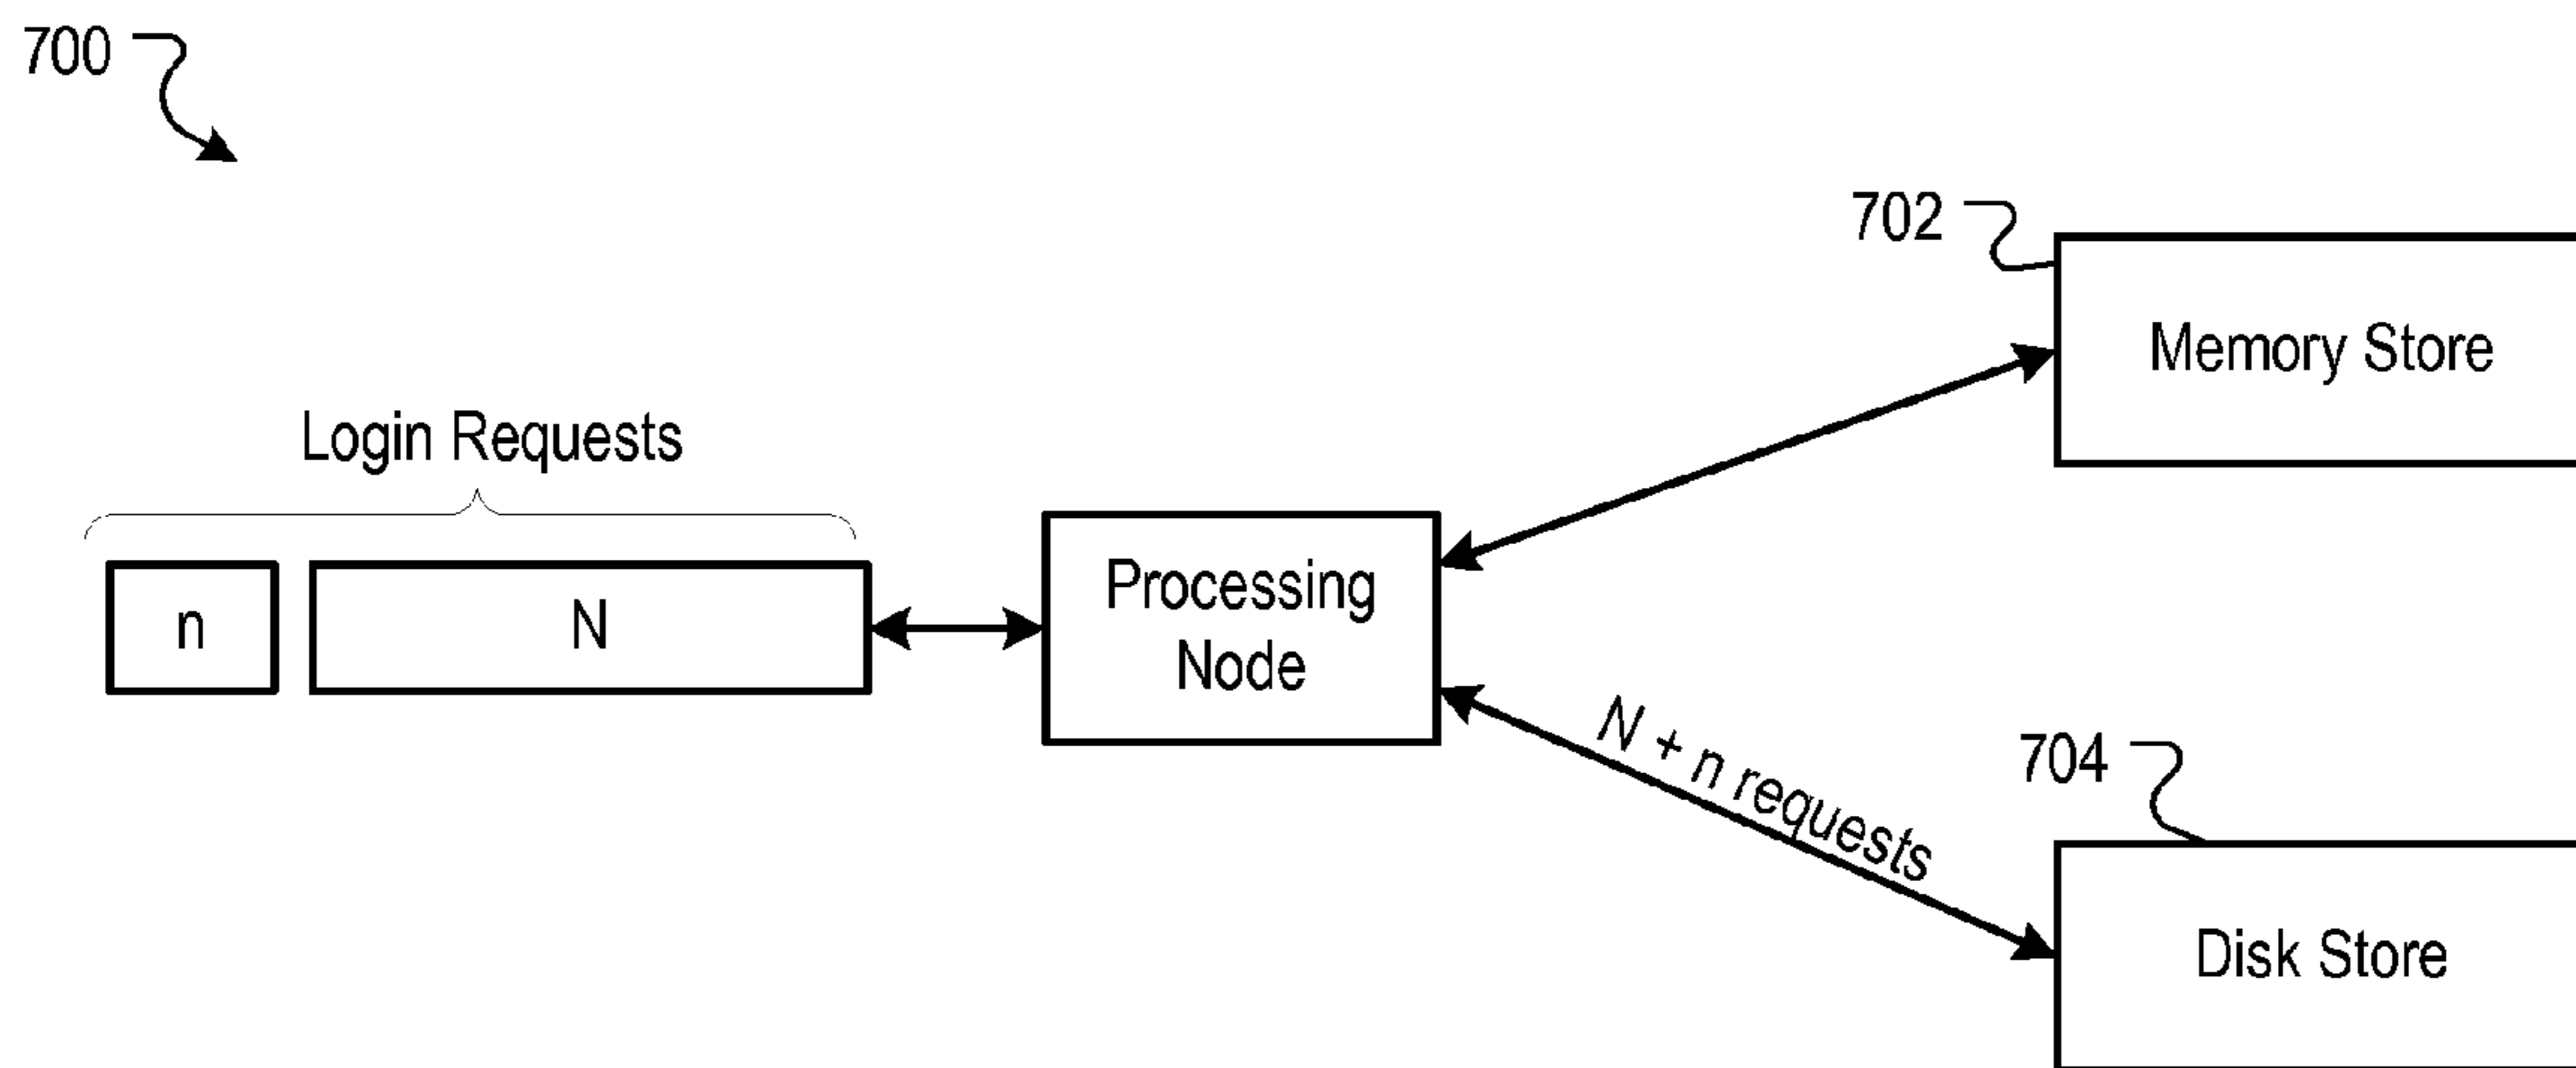 700
702
Memory Store
Login Requests
n
N
Processing
Node
N + n requests
704
Disk Store